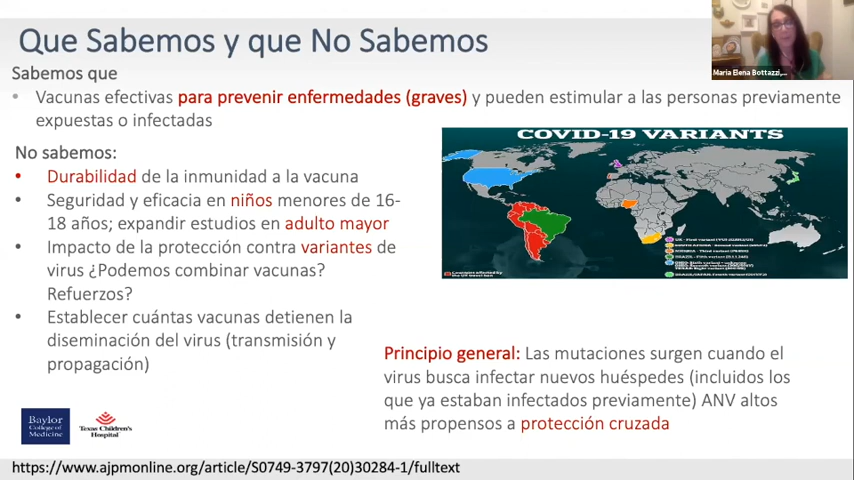 Que Sabemos y que No Sabemos
Maria Elena Bottazzi,...
Sabemos que
• Vacunas efectivas para prevenir enfermedades (graves) y pueden estimular a las personas previamente
expuestas o infectadas
No sabemos:
• Durabilidad de la inmunidad a la vacuna
• Seguridad y eficacia en niños menores de 16-
18 años; expandir estudios en adulto mayor
• Impacto de la protección contra variantes de
virus ¿Podemos combinar vacunas?
Refuerzos?
• Establecer cuántas vacunas detienen la
diseminación del virus (transmisión y
propagación)
COVID-19 VARIANTS
Principio general: Las mutaciones surgen cuando el
virus busca infectar nuevos huéspedes (incluidos los
que ya estaban infectados previamente) ANV altos
más propensos a protección cruzada
Baylor
College of
Medicine
Texas Children's
Hospital
https://www.ajpmonline.org/article/S0749-3797(20)30284-1/fulltext